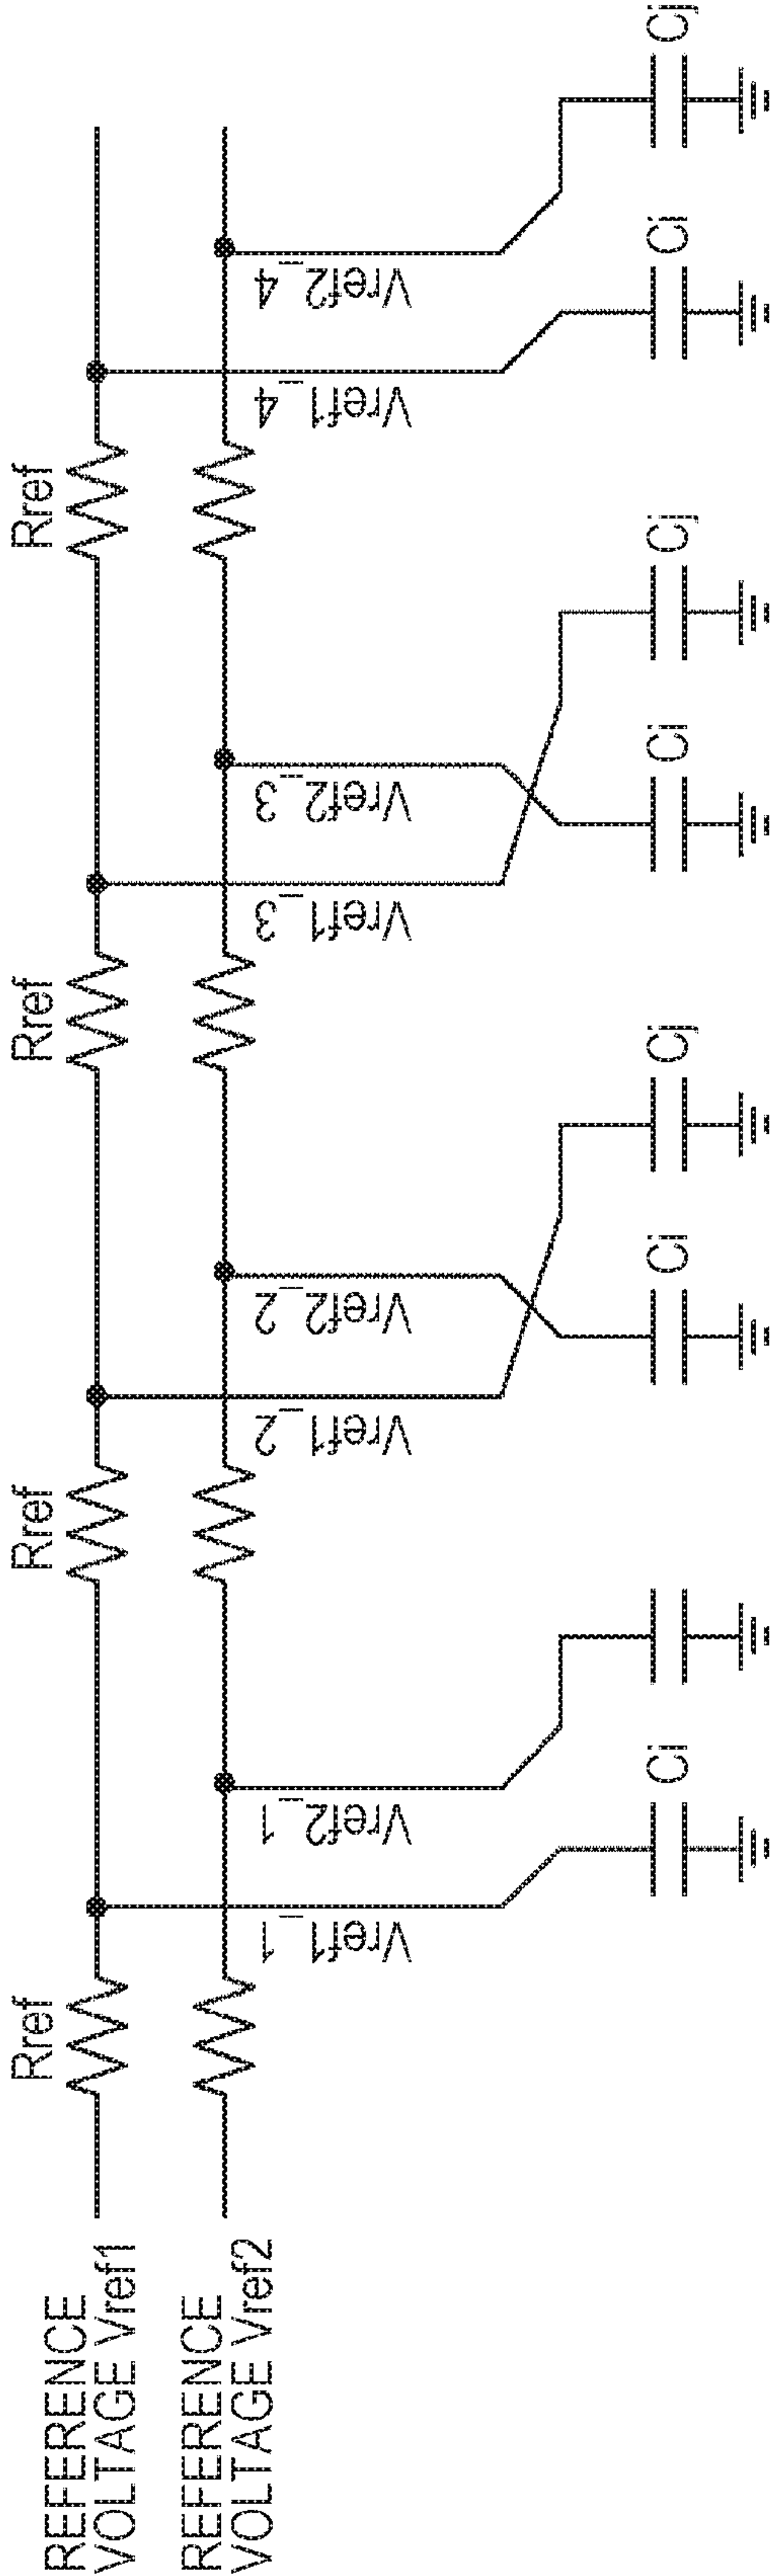 REFERENCE
VOLTAGE Vref1
REFERENCE
VOLTAGE Vref2
Rref
Rref
Rref
Rref
Vref1_1
Vref2_1
Vref1_2
Vref2_2
Vref1_3
Vref2_3
Vref1_4
Vref2_4
Ci
Ci
Cj
Ci
Cj
Ci
Cj